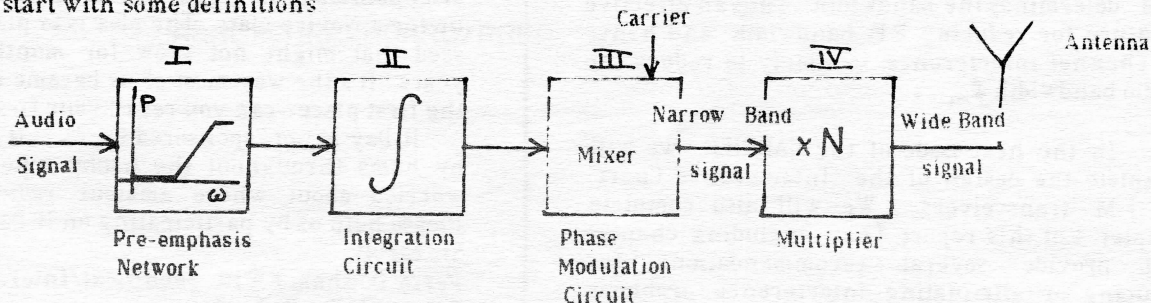 start with some definitions
Carrier
Antenna
I
II
III
IV
P
ω
Audio
Signal
∫
Mixer
Narrow Band
signal
x N
Wide Band
signal
Pre-emphasis
Network
Integration
Circuit
Phase
Modulation
Circuit
Multiplier